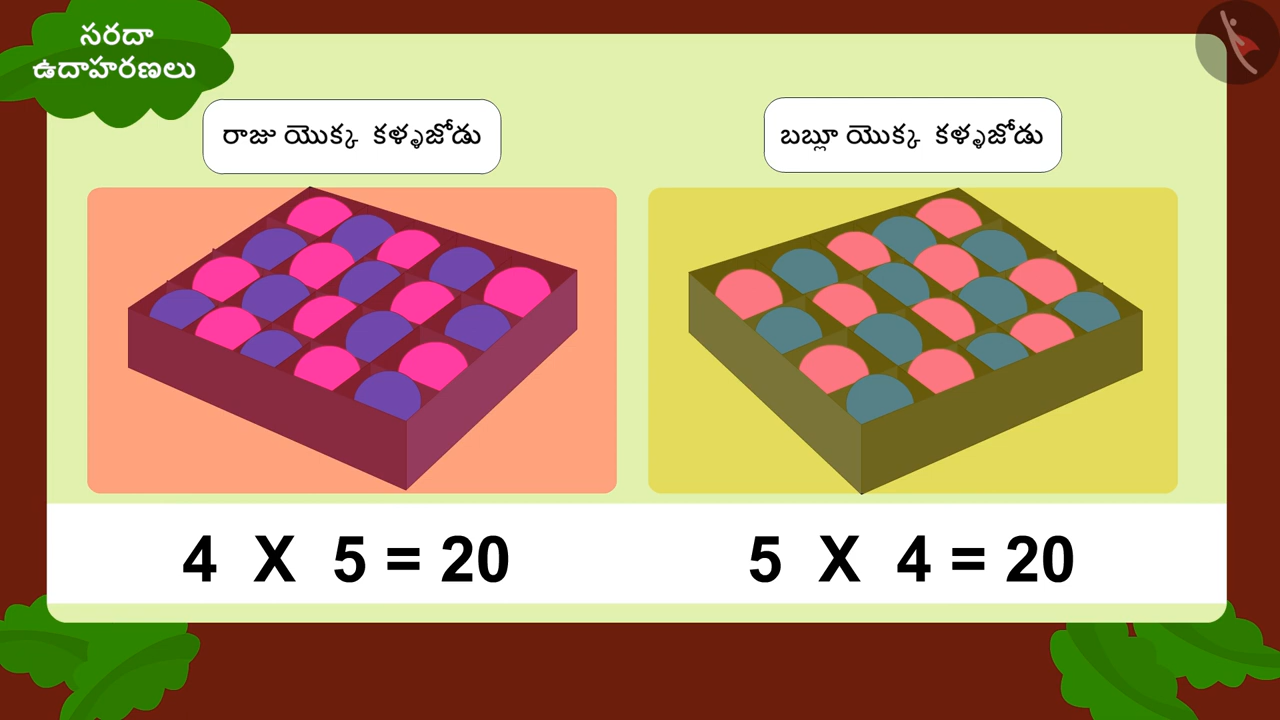 సరదా
ఉదాహరణలు
రాజు యొక్క కళ్ళజోడు
బబ్లూ యొక్క కళ్ళజోడు
4 X 5 = 20
5 X 4 = 20